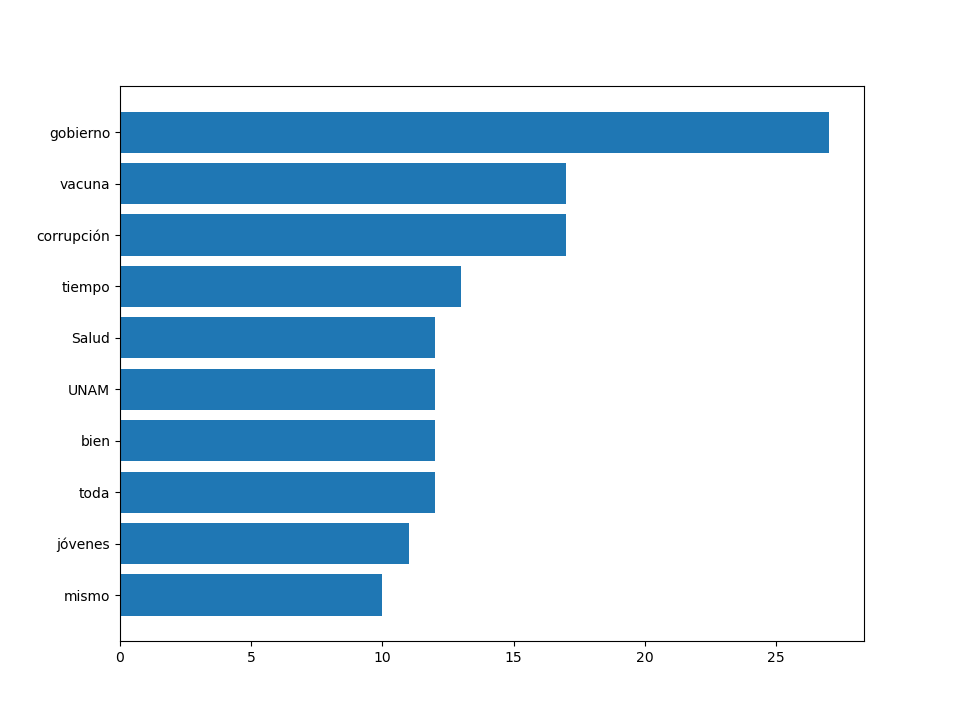 gobierno
vacuna
corrupción
tiempo
Salud
UNAM
bien
toda
jóvenes
mismo
0 5 10 15 20 25